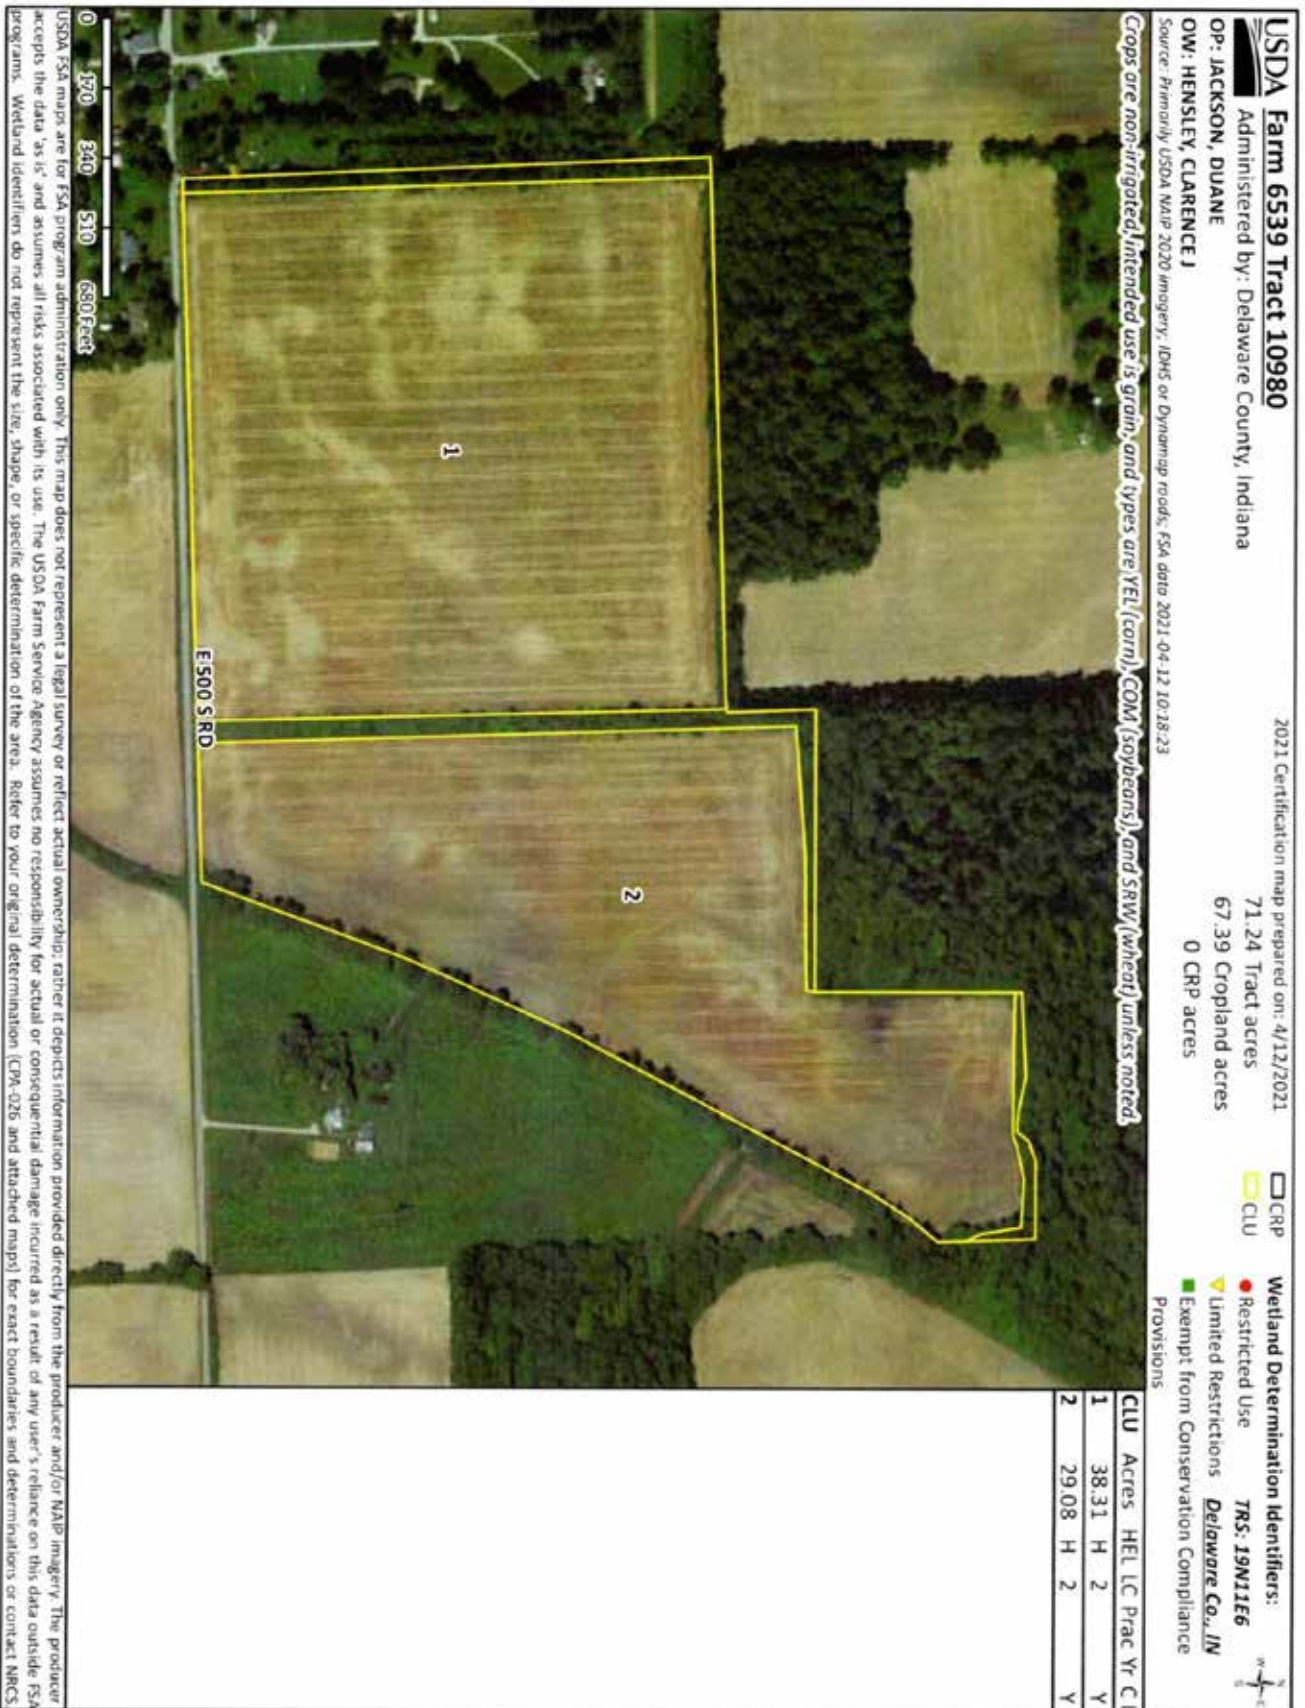 USDA Farm 6539 Tract 10980
Administered by: Delaware County, Indiana
OP: JACKSON, DUANE
OW: HENSLEY, CLARENCE J
Source: Primarily USDA NAIP 2020 imagery; IDHS or Dynamap roads; FSA data 2021-04-12 10:18:23
2021 Certification map prepared on: 4/12/2021
71.24 Tract acres
67.39 Cropland acres
0 CRP acres
CRP
CLU
Wetland Determination Identifiers:
Restricted Use
Limited Restrictions
Exempt from Conservation Compliance
Provisions
TRS: 19N11E6
Delaware Co., IN
N
W E
S
Crops are non-irrigated, intended use is grain, and types are YEL (corn), COM (soybeans), and SRW (wheat) unless noted.
1
2
E 500 S RD
0 170 340 510 680 Feet
CLU Acres HEL LC Prac Yr C I
1 38.31 H 2 Y
2 29.08 H 2 Y
USDA FSA maps are for FSA program administration only. This map does not represent a legal survey or reflect actual ownership; rather it depicts information provided directly from the producer and/or NAIP imagery. The producer
accepts the data 'as is' and assumes all risks associated with its use. The USDA Farm Service Agency assumes no responsibility for actual or consequential damage incurred as a result of any user's reliance on this data outside FSA
programs. Wetland identifiers do not represent the size, shape, or specific determination of the area. Refer to your original determination (CPA-026 and attached maps) for exact boundaries and determinations or contact NRCS.